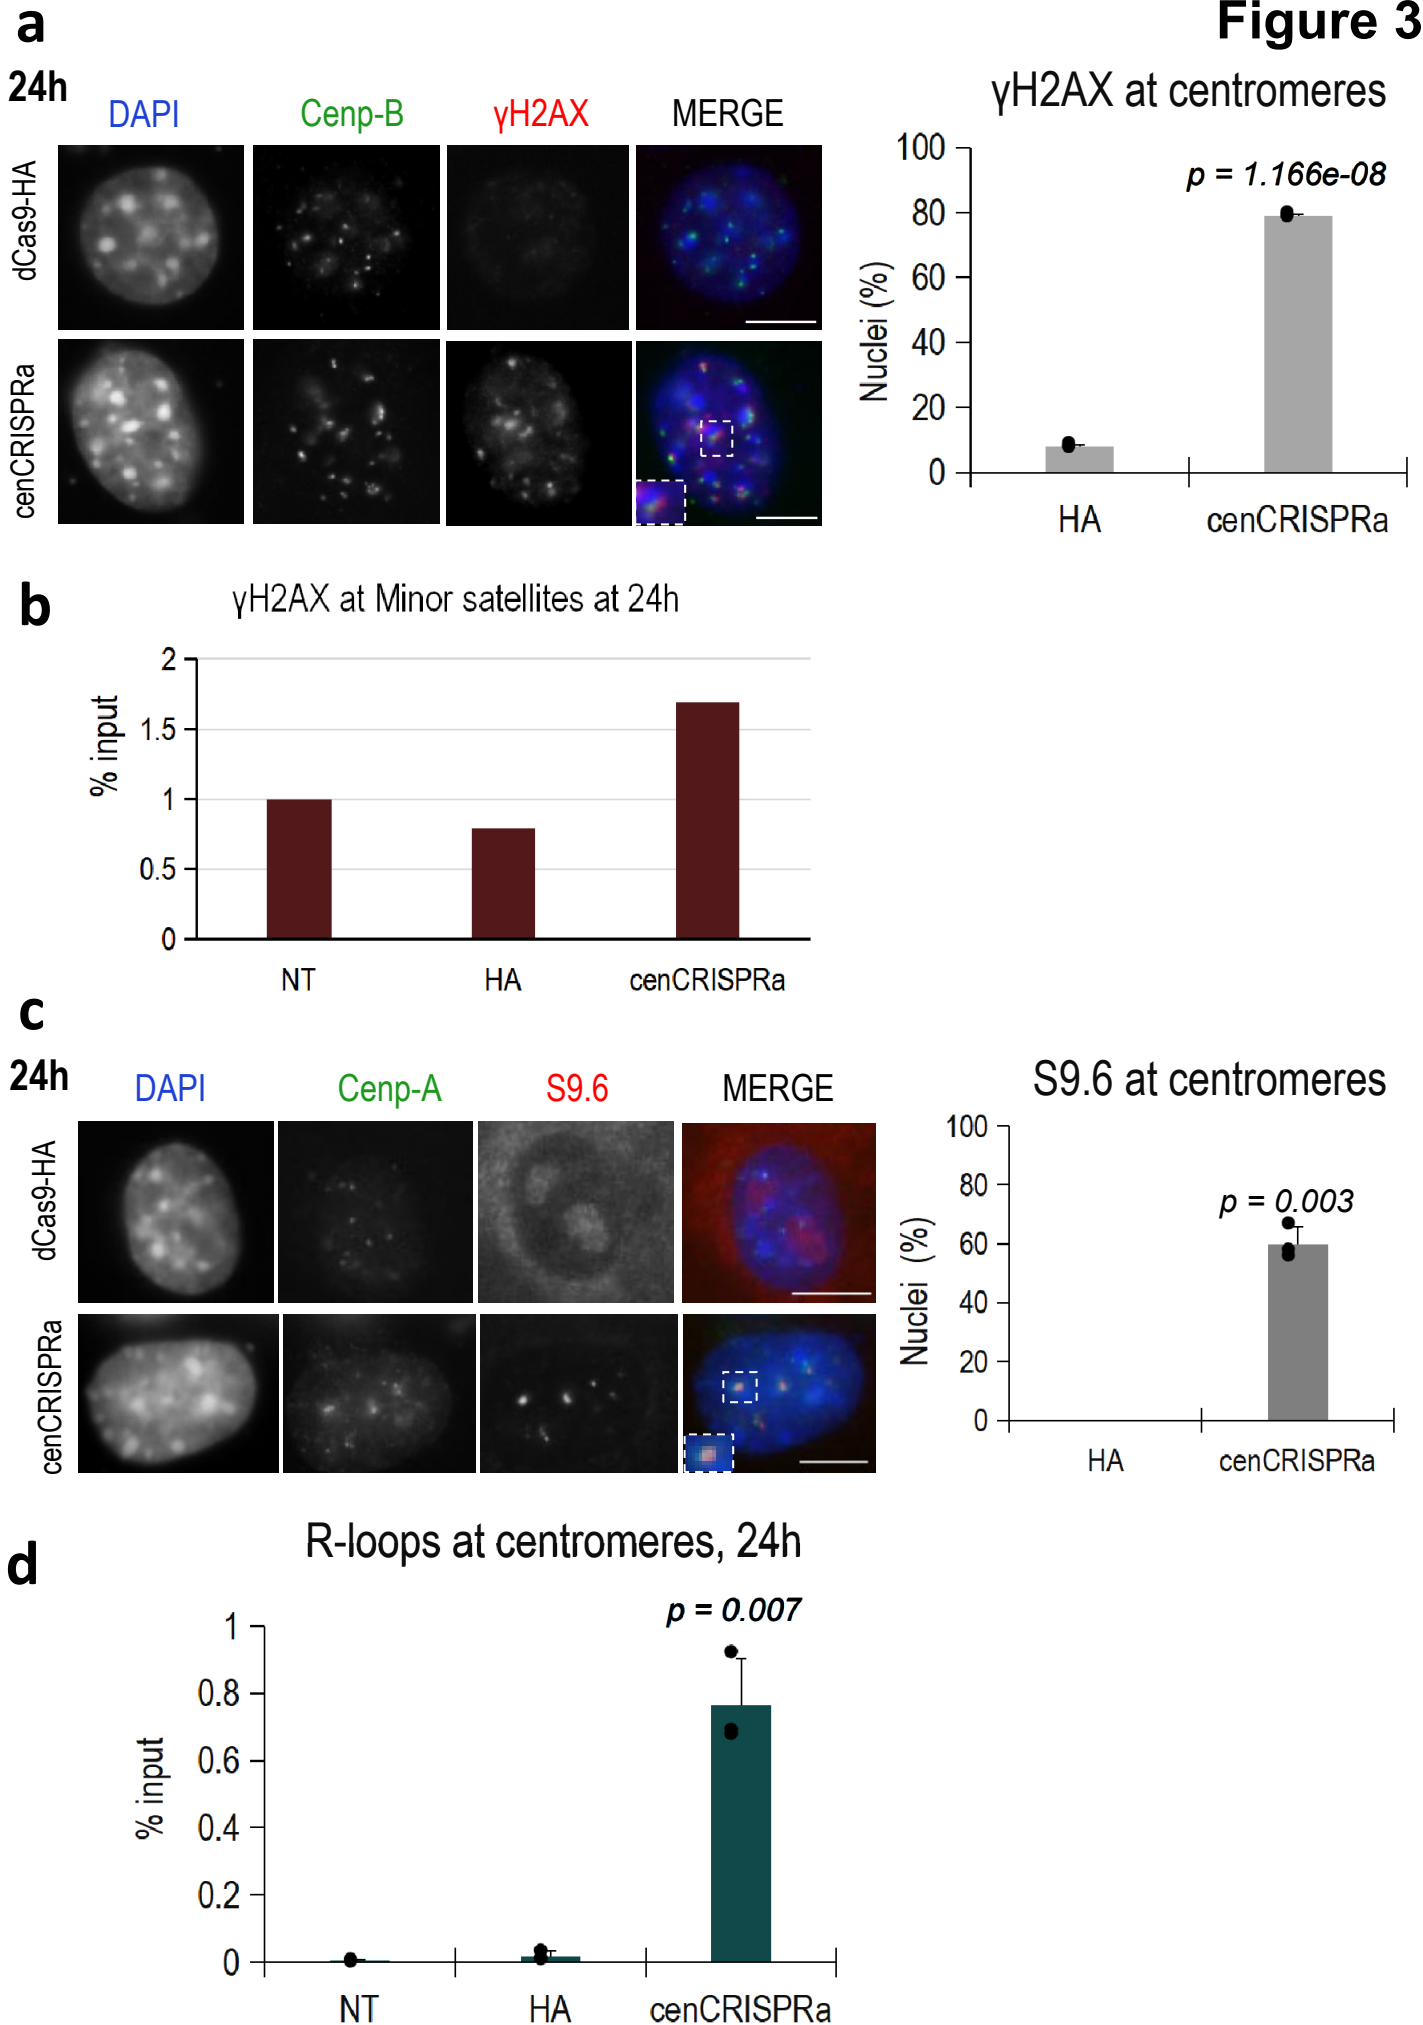 a
Figure 3
24h
DAPI
Cenp-B
γH2AX
MERGE
dCas9-HA
cenCRISPRa
γH2AX at centromeres
p = 1.166e-08
Nuclei (%)
100
80
60
40
20
0
HA
cenCRISPRa
b
γH2AX at Minor satellites at 24h
% input
2
1.5
1
0.5
0
NT
HA
cenCRISPRa
c
24h
DAPI
Cenp-A
S9.6
MERGE
dCas9-HA
cenCRISPRa
S9.6 at centromeres
p = 0.003
Nuclei (%)
100
80
60
40
20
0
HA
cenCRISPRa
d
R-loops at centromeres, 24h
p = 0.007
% input
1
0.8
0.6
0.4
0.2
0
NT
HA
cenCRISPRa